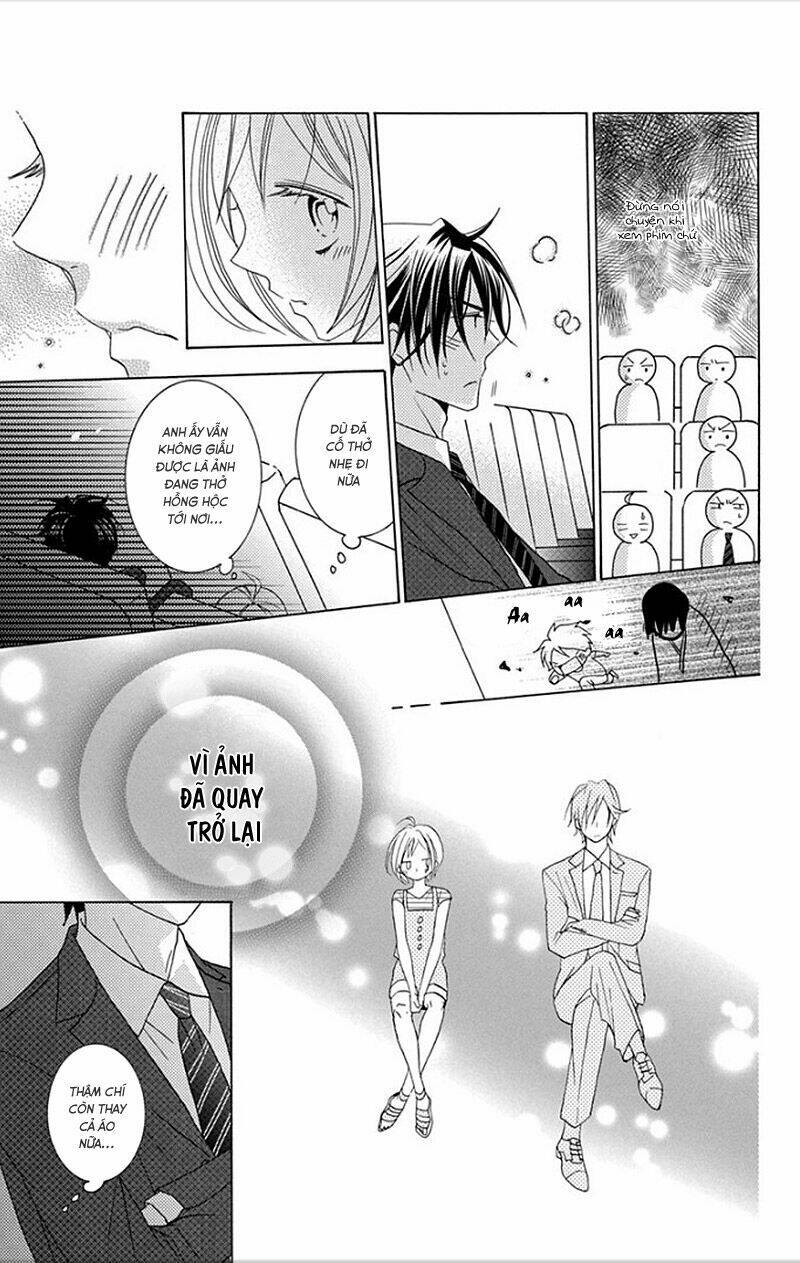 Đừng nói
chuyện khi
xem phim chứ
DÙ ĐÃ
CỐ THỞ
NHẸ ĐI
NỮA
ANH ẤY VẪN
KHÔNG GIẤU
ĐƯỢC LÀ ẢNH
ĐANG THỞ
HỒNG HỘC
TỚI NƠI...
Aa
aa
aa
VÌ ẢNH
ĐÃ QUAY
TRỞ LẠI
THẬM CHÍ
CÒN THAY
CẢ ÁO
NỮA...